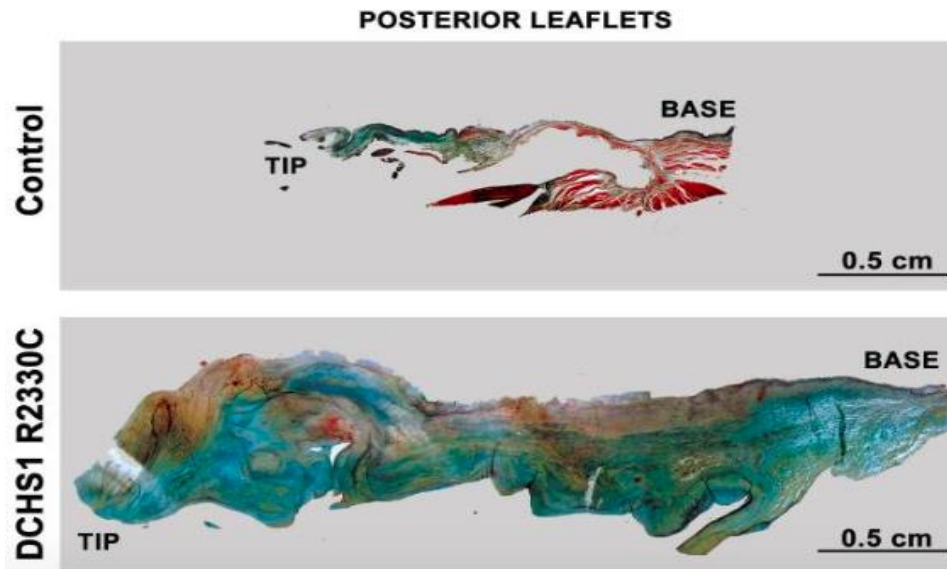 POSTERIOR LEAFLETS
Control
TIP
BASE
0.5 cm
DCHS1 R2330C
TIP
BASE
0.5 cm